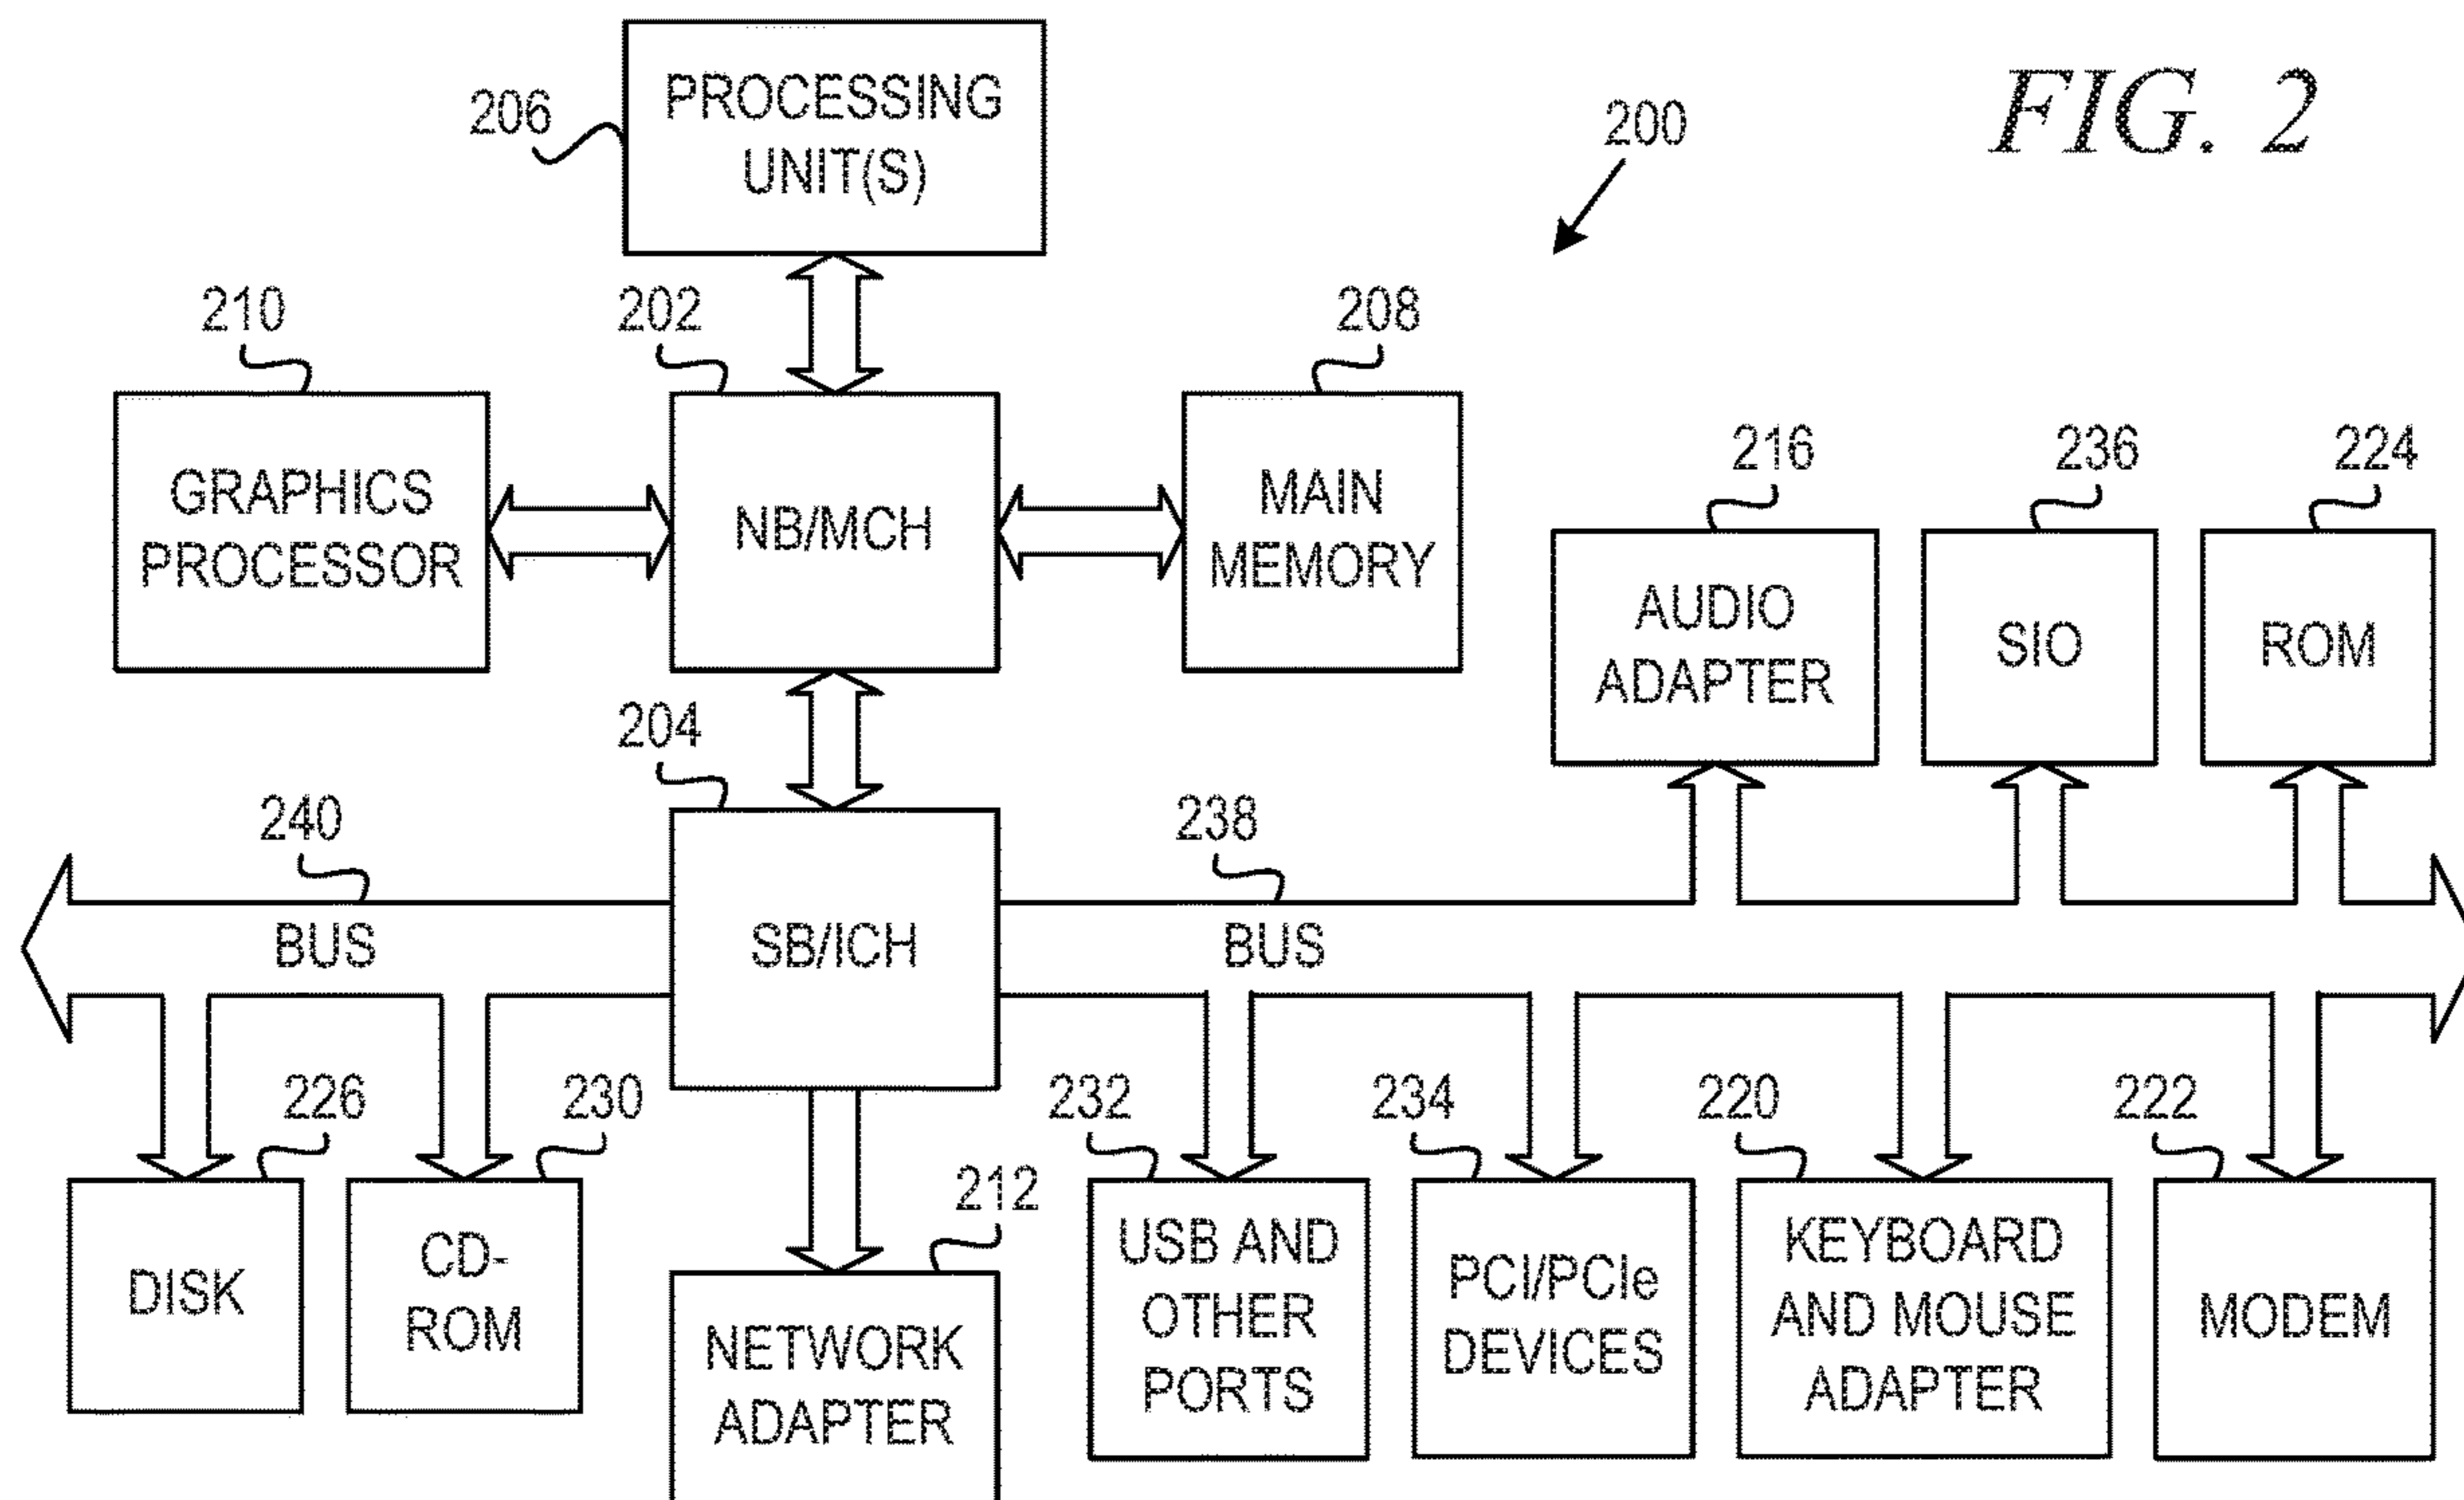 FIG. 2
200
206
PROCESSING
UNIT(S)
210
202
208
GRAPHICS
PROCESSOR
NB/MCH
MAIN
MEMORY
216
236
224
AUDIO
ADAPTER
SIO
ROM
204
240
238
BUS
SB/ICH
BUS
226
230
232
234
220
222
212
DISK
CD-
ROM
NETWORK
ADAPTER
USB AND
OTHER
PORTS
PCI/PCIe
DEVICES
KEYBOARD
AND MOUSE
ADAPTER
MODEM